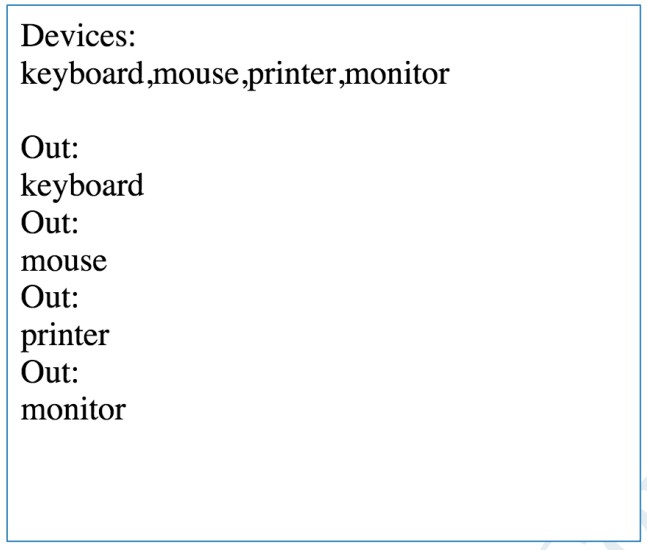 Devices:
keyboard,mouse,printer,monitor
Out:
keyboard
Out:
mouse
Out:
printer
Out:
monitor